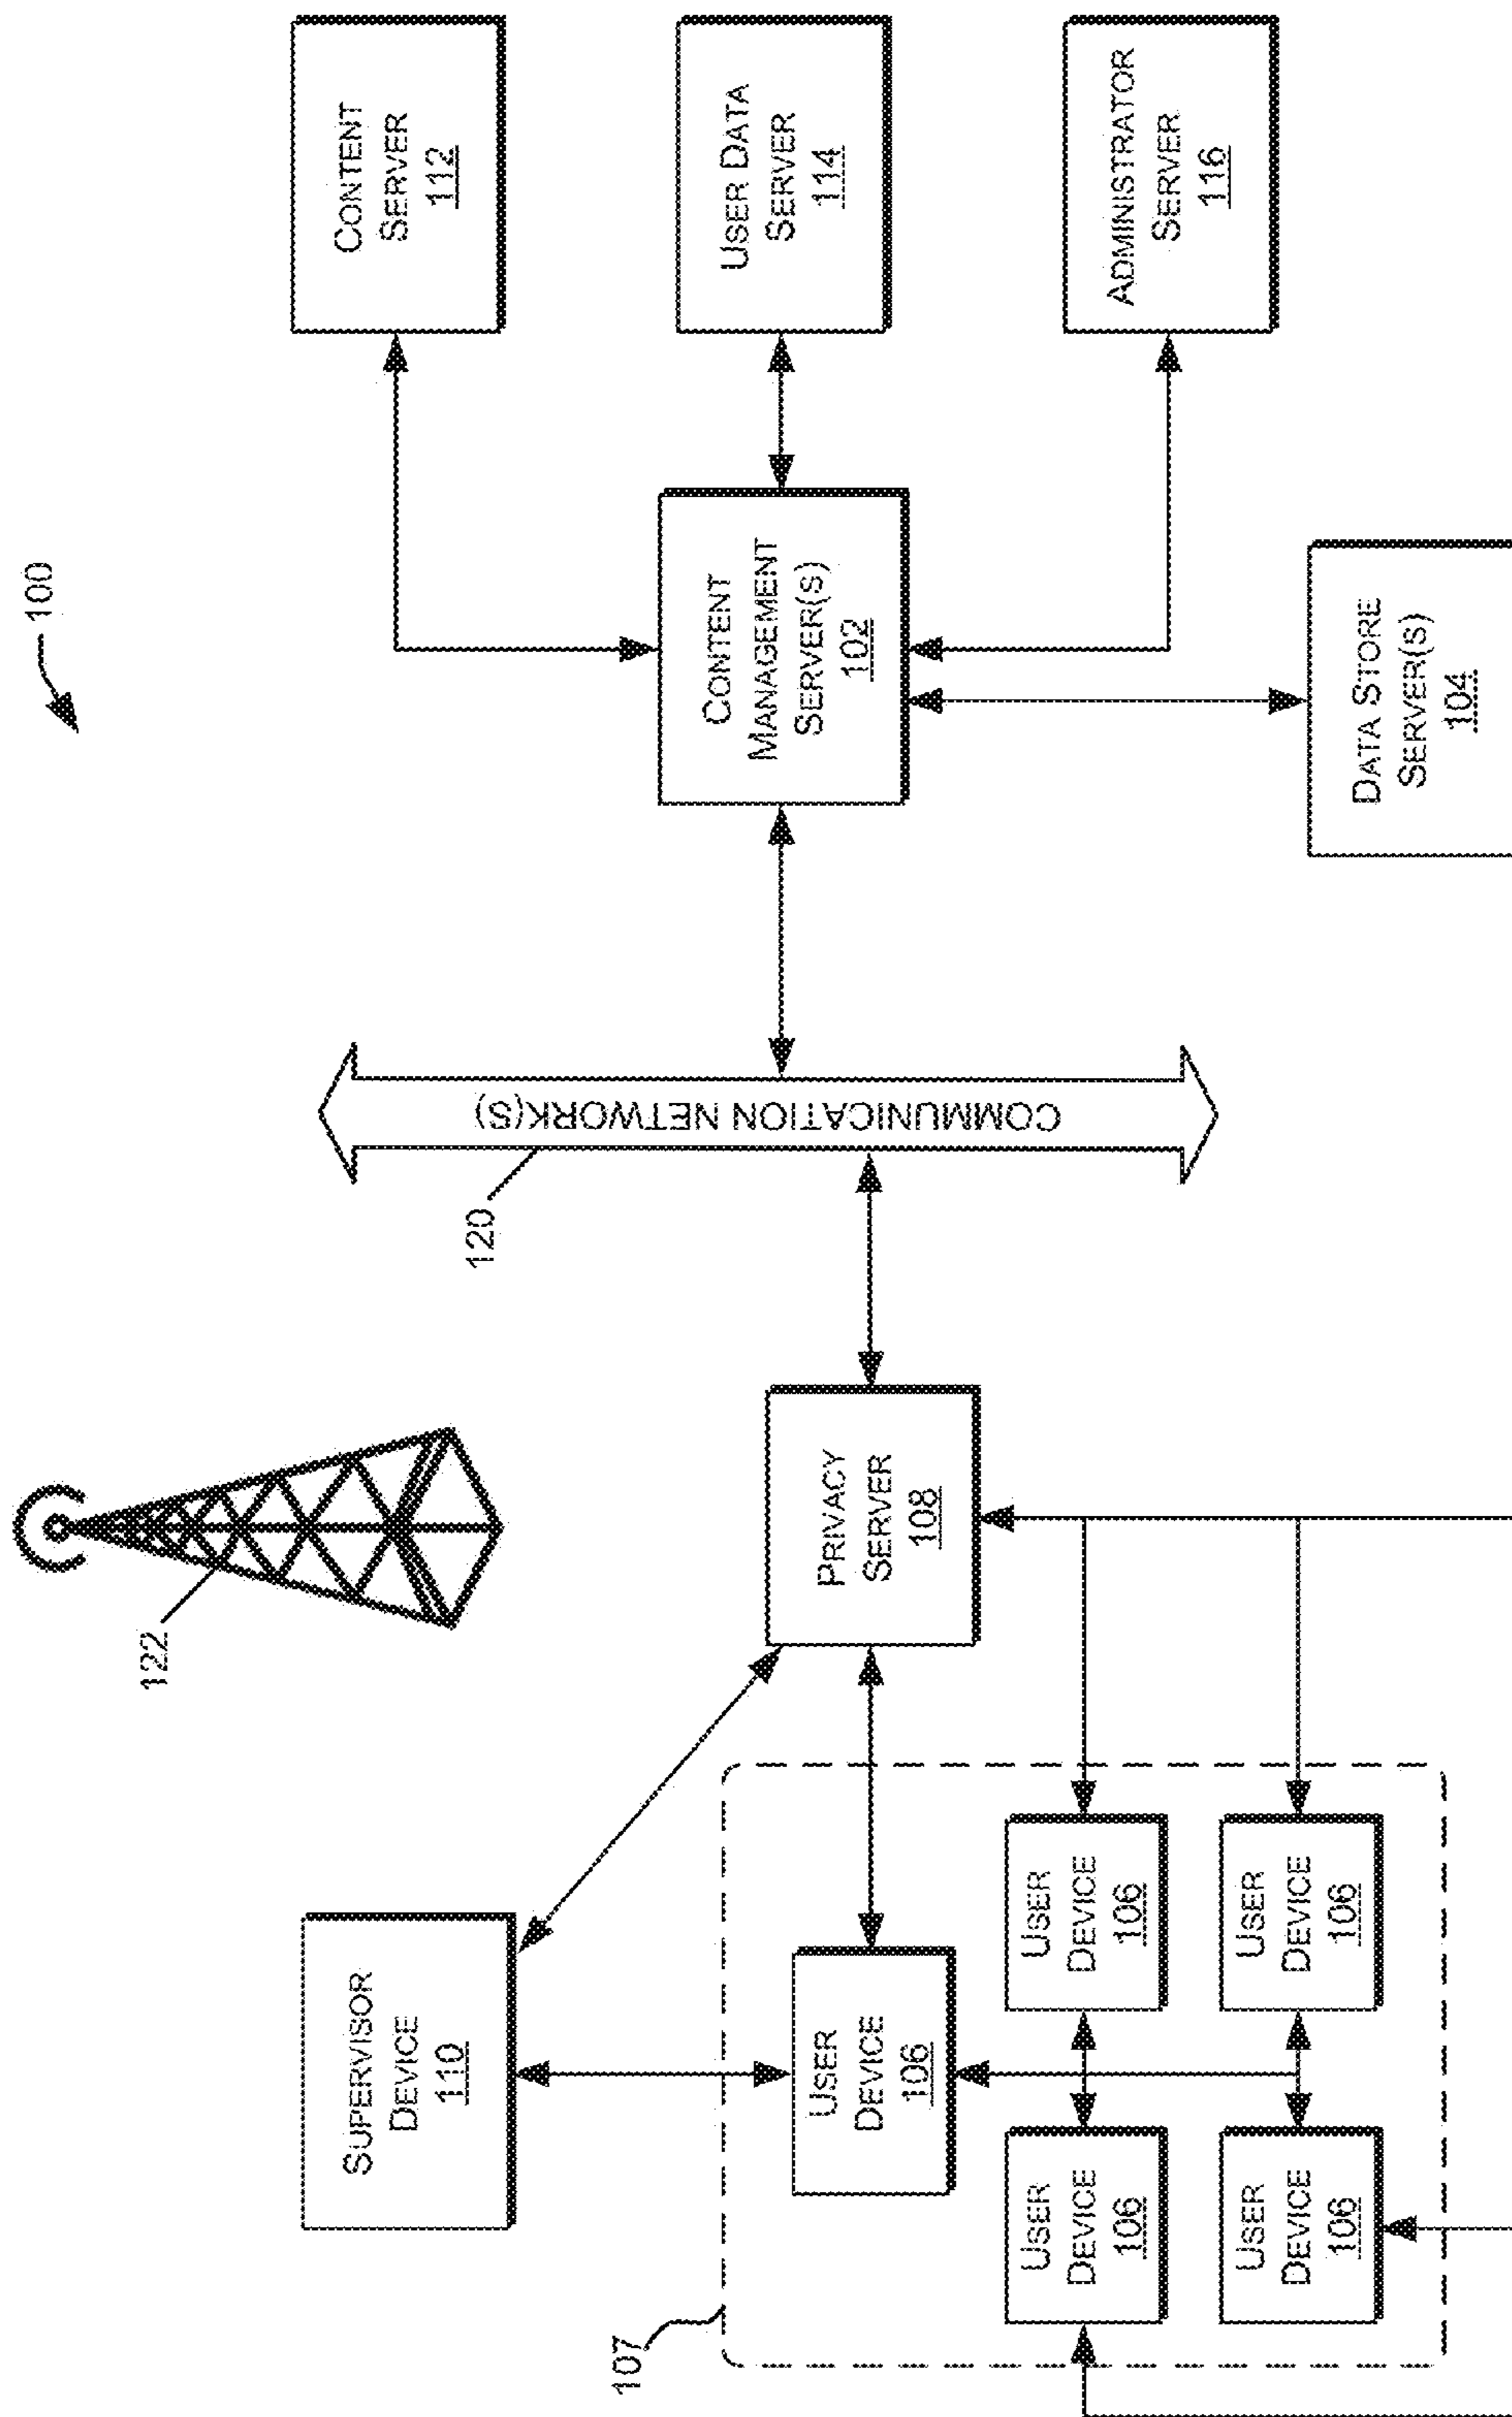 100
122
120
107
SUPERVISOR
DEVICE
110
USER
DEVICE
106
USER
DEVICE
106
USER
DEVICE
106
USER
DEVICE
106
USER
DEVICE
106
PRIVACY
SERVER
108
COMMUNICATION NETWORK(S)
CONTENT
MANAGEMENT
SERVER(S)
102
DATA STORE
SERVER(S)
104
CONTENT
SERVER
112
USER DATA
SERVER
114
ADMINISTRATOR
SERVER
116